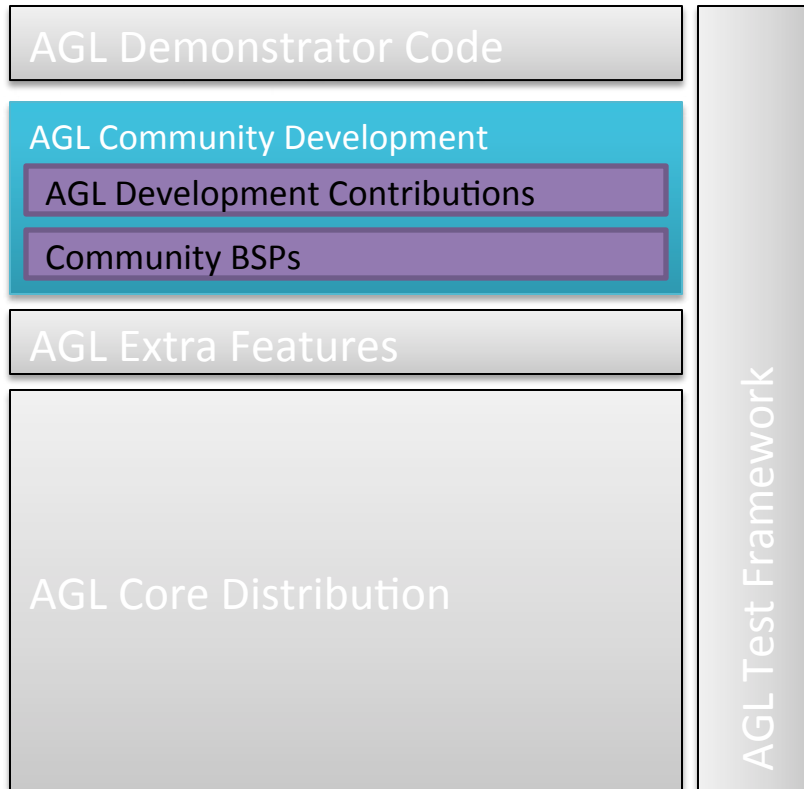 AGL Demonstrator Code
AGL Community Development
AGL Development Contributions
Community BSPs
AGL Extra Features
AGL Core Distribution
AGL Test Framework